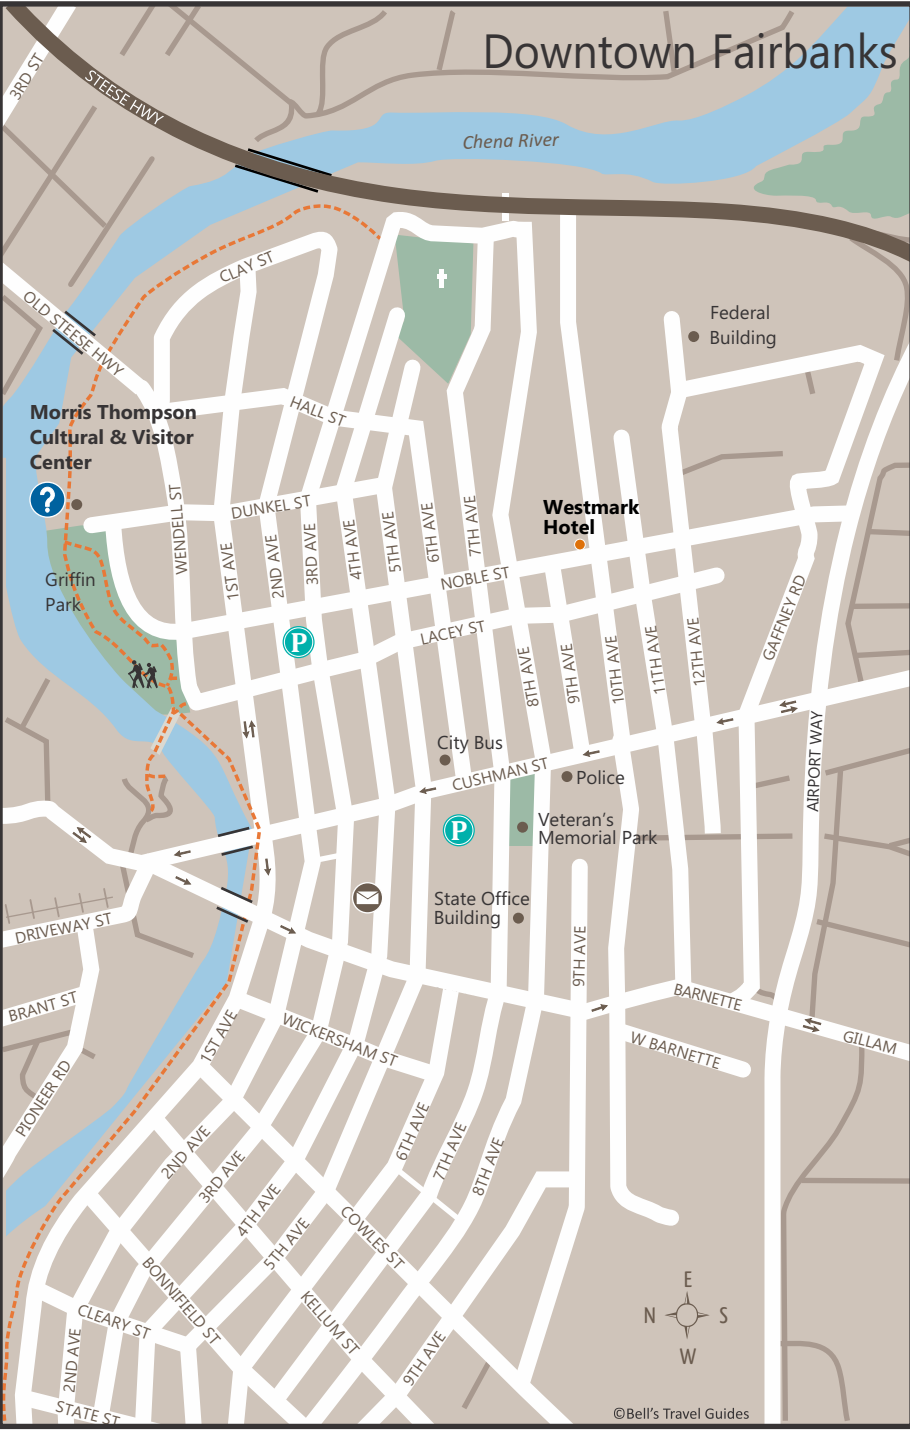 Downtown Fairbanks
3RD ST
STEESE HWY
Chena River
CLAY ST
OLD STEESE HWY
Federal
Building
Morris Thompson
Cultural & Visitor
Center
?
HALL ST
DUNKEL ST
WENDELL ST
1ST AVE
2ND AVE
3RD AVE
4TH AVE
5TH AVE
6TH AVE
7TH AVE
Westmark
Hotel
NOBLE ST
Griffin
Park
P
LACEY ST
8TH AVE
9TH AVE
10TH AVE
11TH AVE
12TH AVE
GAFFNEY RD
City Bus
CUSHMAN ST
Police
AIRPORT WAY
P
Veteran's
Memorial Park
State Office
Building
DRIVEWAY ST
9TH AVE
BRANT ST
BARNETTE
GILLAM
W BARNETTE
1ST AVE
WICKERSHAM ST
PIONEER RD
2ND AVE
3RD AVE
4TH AVE
5TH AVE
6TH AVE
7TH AVE
8TH AVE
COWLES ST
BONNIFIELD ST
KELLUM ST
CLEARY ST
9TH AVE
2ND AVE
STATE ST
E
N S
W
©Bell's Travel Guides